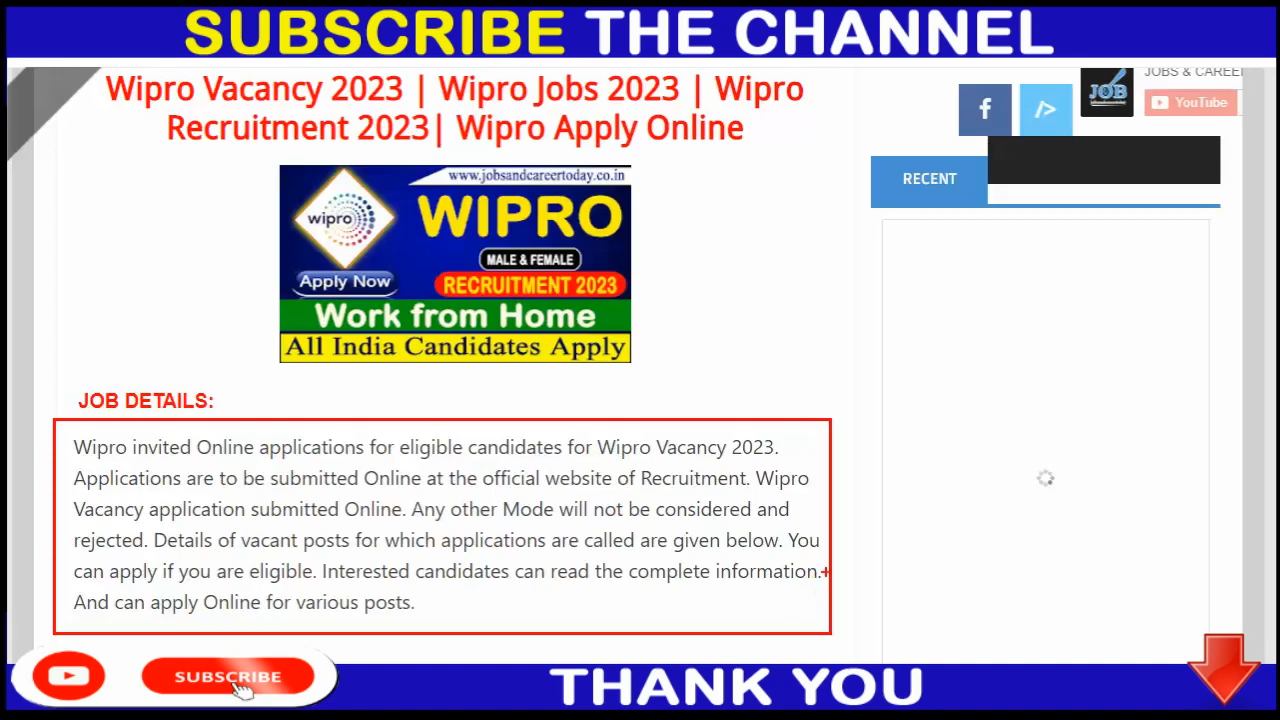 SUBSCRIBE THE CHANNEL
Wipro Vacancy 2023 | Wipro Jobs 2023 | Wipro
Recruitment 2023| Wipro Apply Online
JOBS & CAREE
JOB
YouTube
RECENT
www.jobsandcareertoday.co.in
wipro
WIPRO
MALE & FEMALE
Apply Now
RECRUITMENT 2023
Work from Home
All India Candidates Apply
JOB DETAILS:
Wipro invited Online applications for eligible candidates for Wipro Vacancy 2023.
Applications are to be submitted Online at the official website of Recruitment. Wipro
Vacancy application submitted Online. Any other Mode will not be considered and
rejected. Details of vacant posts for which applications are called are given below. You
can apply if you are eligible. Interested candidates can read the complete information.
And can apply Online for various posts.
SUBSCRIBE
THANK YOU